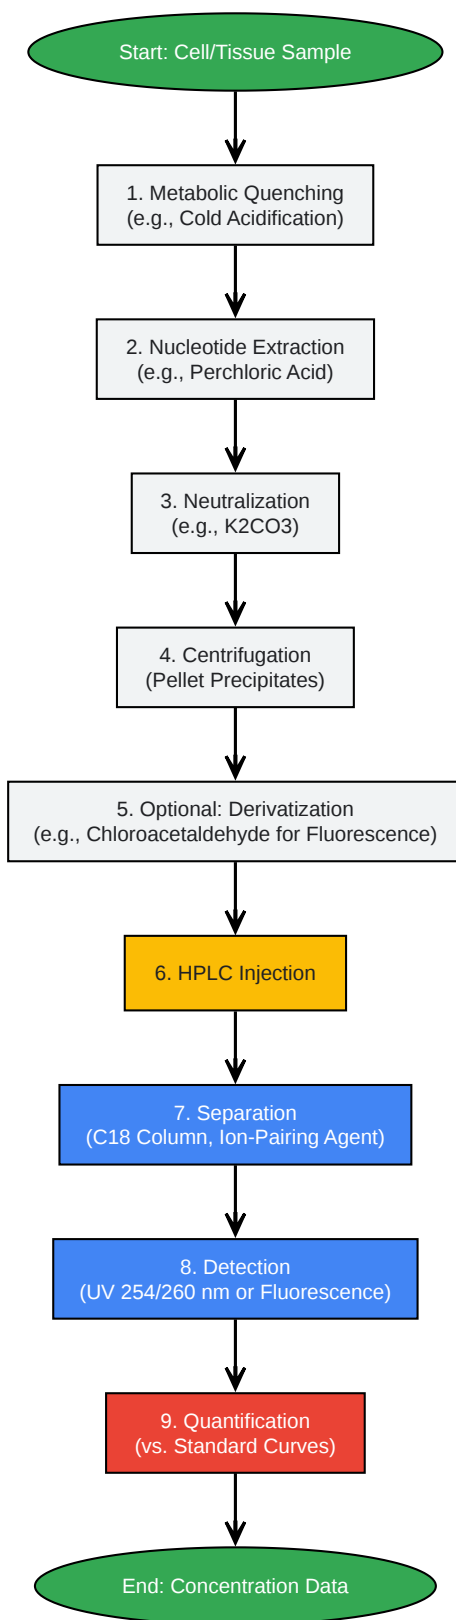 Start: Cell/Tissue Sample
1. Metabolic Quenching
(e.g., Cold Acidification)
2. Nucleotide Extraction
(e.g., Perchloric Acid)
3. Neutralization
(e.g., K2CO3)
4. Centrifugation
(Pellet Precipitates)
5. Optional: Derivatization
(e.g., Chloroacetaldehyde for Fluorescence)
6. HPLC Injection
7. Separation
(C18 Column, Ion-Pairing Agent)
8. Detection
(UV 254/260 nm or Fluorescence)
9. Quantification
(vs. Standard Curves)
End: Concentration Data